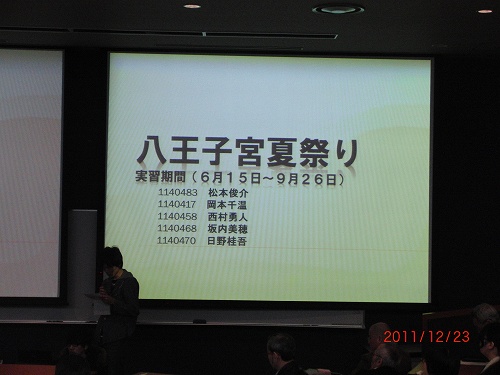 八王子宮夏祭り
実習期間（６月１５日～９月２６日）
1140483 松本俊介
1140417 岡本千温
1140458 西村勇人
1140468 坂内美穂
1140470 日野桂吾
2011/12/23